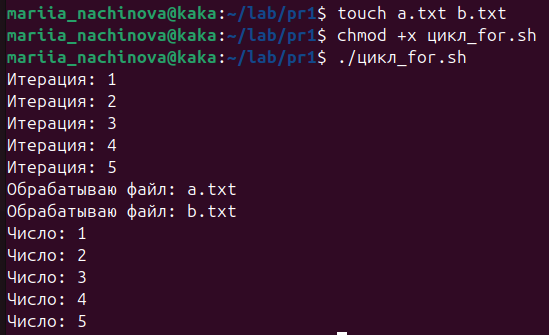 mariia_nachinova@kaka:~/lab/pr1$ touch a.txt b.txt
mariia_nachinova@kaka:~/lab/pr1$ chmod +x цикл_for.sh
mariia_nachinova@kaka:~/lab/pr1$ ./цикл_for.sh
Итерация: 1
Итерация: 2
Итерация: 3
Итерация: 4
Итерация: 5
Обрабатываю файл: a.txt
Обрабатываю файл: b.txt
Число: 1
Число: 2
Число: 3
Число: 4
Число: 5